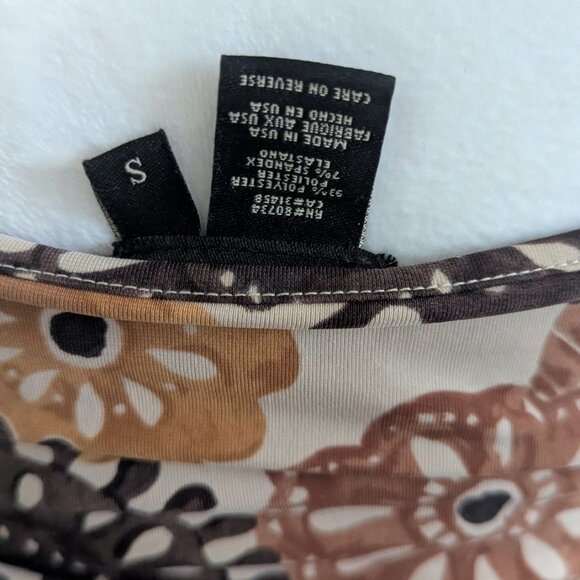 S
RN#80734
CA#31459
93% POLYESTER
POLIESTER
7% SPANDEX
ELASTANO
MADE IN USA
FABRIQUE AUX USA
HECHO EN USA
CARE ON REVERSE